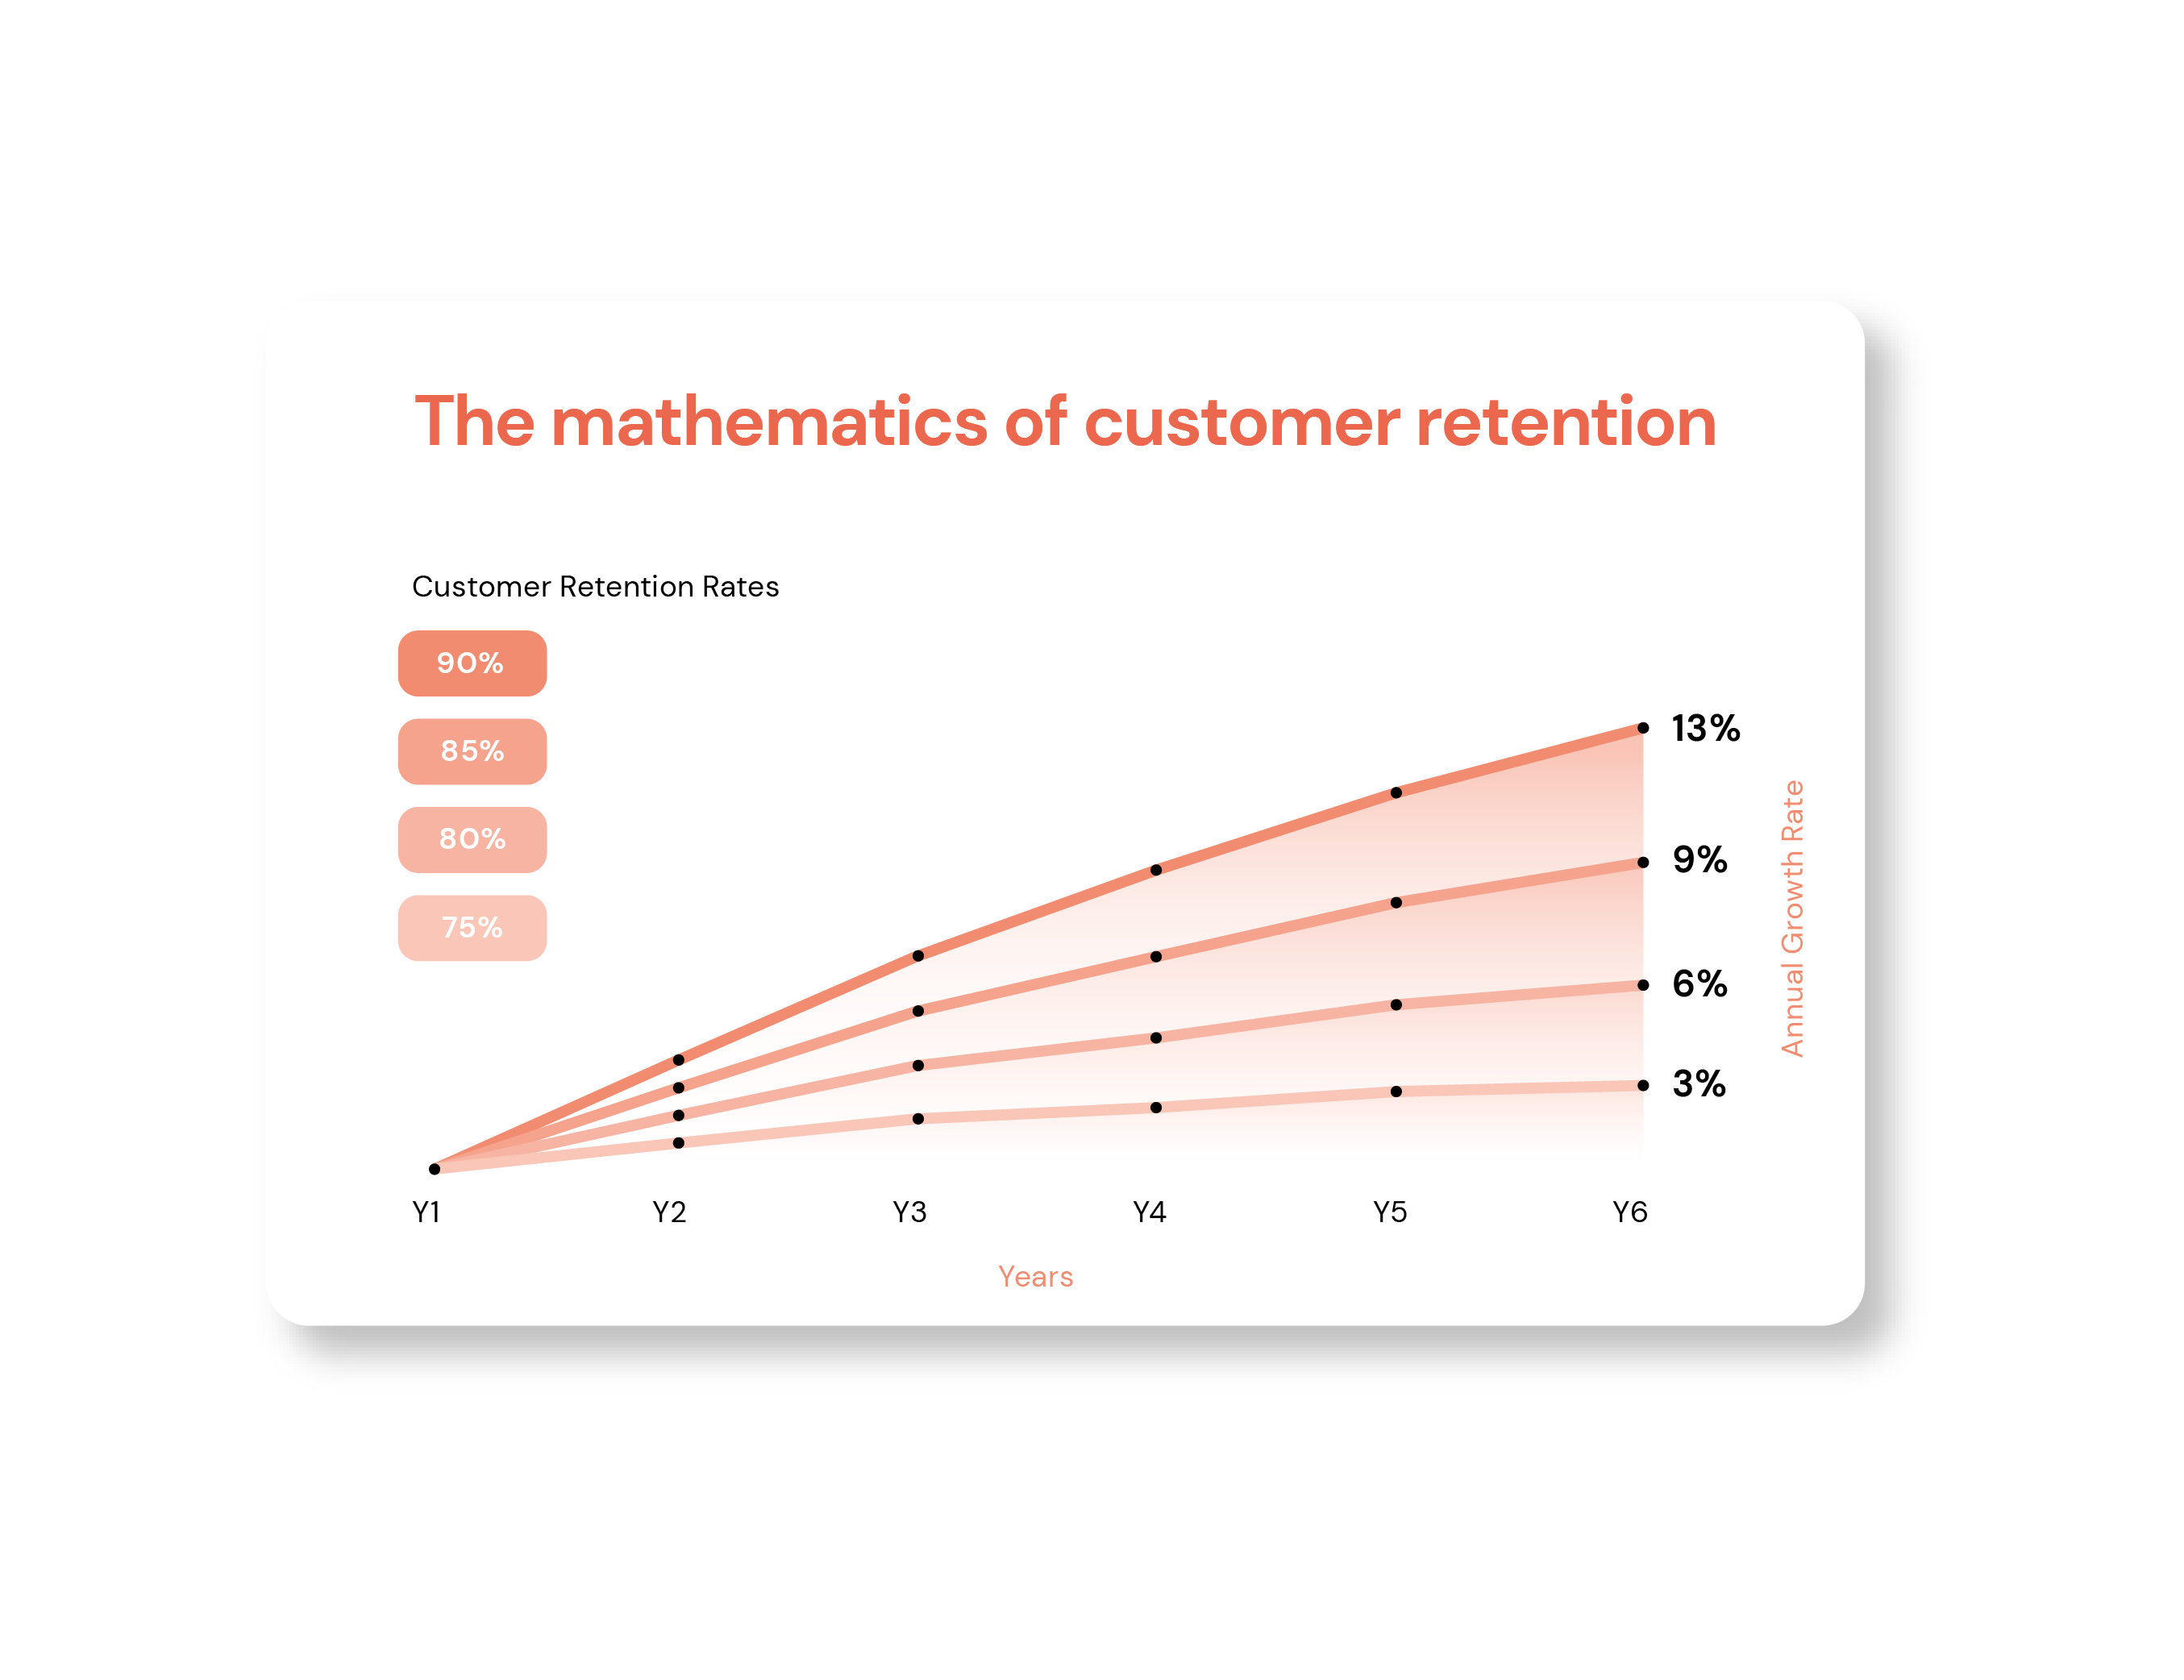 The mathematics of customer retention
Customer Retention Rates
90%
85%
80%
75%
13%
9%
6%
3%
Annual Growth Rate
Y1 Y2 Y3 Y4 Y5 Y6
Years